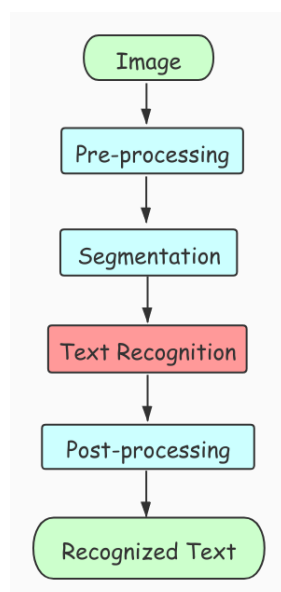 Image
Pre-processing
Segmentation
Text Recognition
Post-processing
Recognized Text